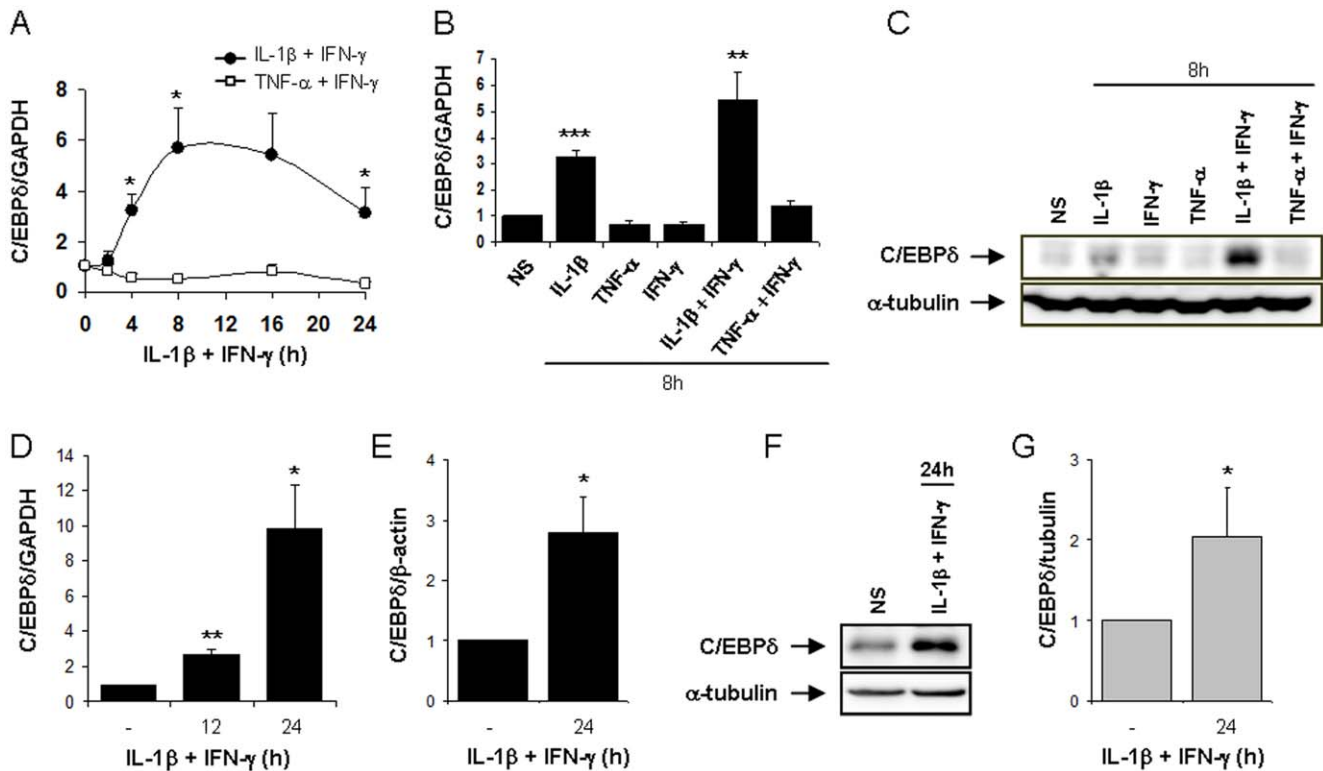 A
IL-1β + IFN-γ
TNF-α + IFN-γ
C/EBPδ/GAPDH
8
6
4
2
0
*
*
*
0 4 8 12 16 20 24
IL-1β + IFN-γ (h)
B
C/EBPδ/GAPDH
7
6
5
4
3
2
1
0
***
**
NS
IL-1β
TNF-α
IFN-γ
IL-1β + IFN-γ
TNF-α + IFN-γ
8h
C
8h
NS
IL-1β
IFN-γ
TNF-α
IL-1β + IFN-γ
TNF-α + IFN-γ
C/EBPδ
α-tubulin
D
C/EBPδ/GAPDH
14
12
10
8
6
4
2
0
**
*
- 12 24
IL-1β + IFN-γ (h)
E
C/EBPδ/β-actin
4
3
2
1
0
*
- 24
IL-1β + IFN-γ (h)
F
24h
NS
IL-1β + IFN-γ
C/EBPδ
α-tubulin
G
C/EBPδ/tubulin
3
2
1
0
*
- 24
IL-1β + IFN-γ (h)